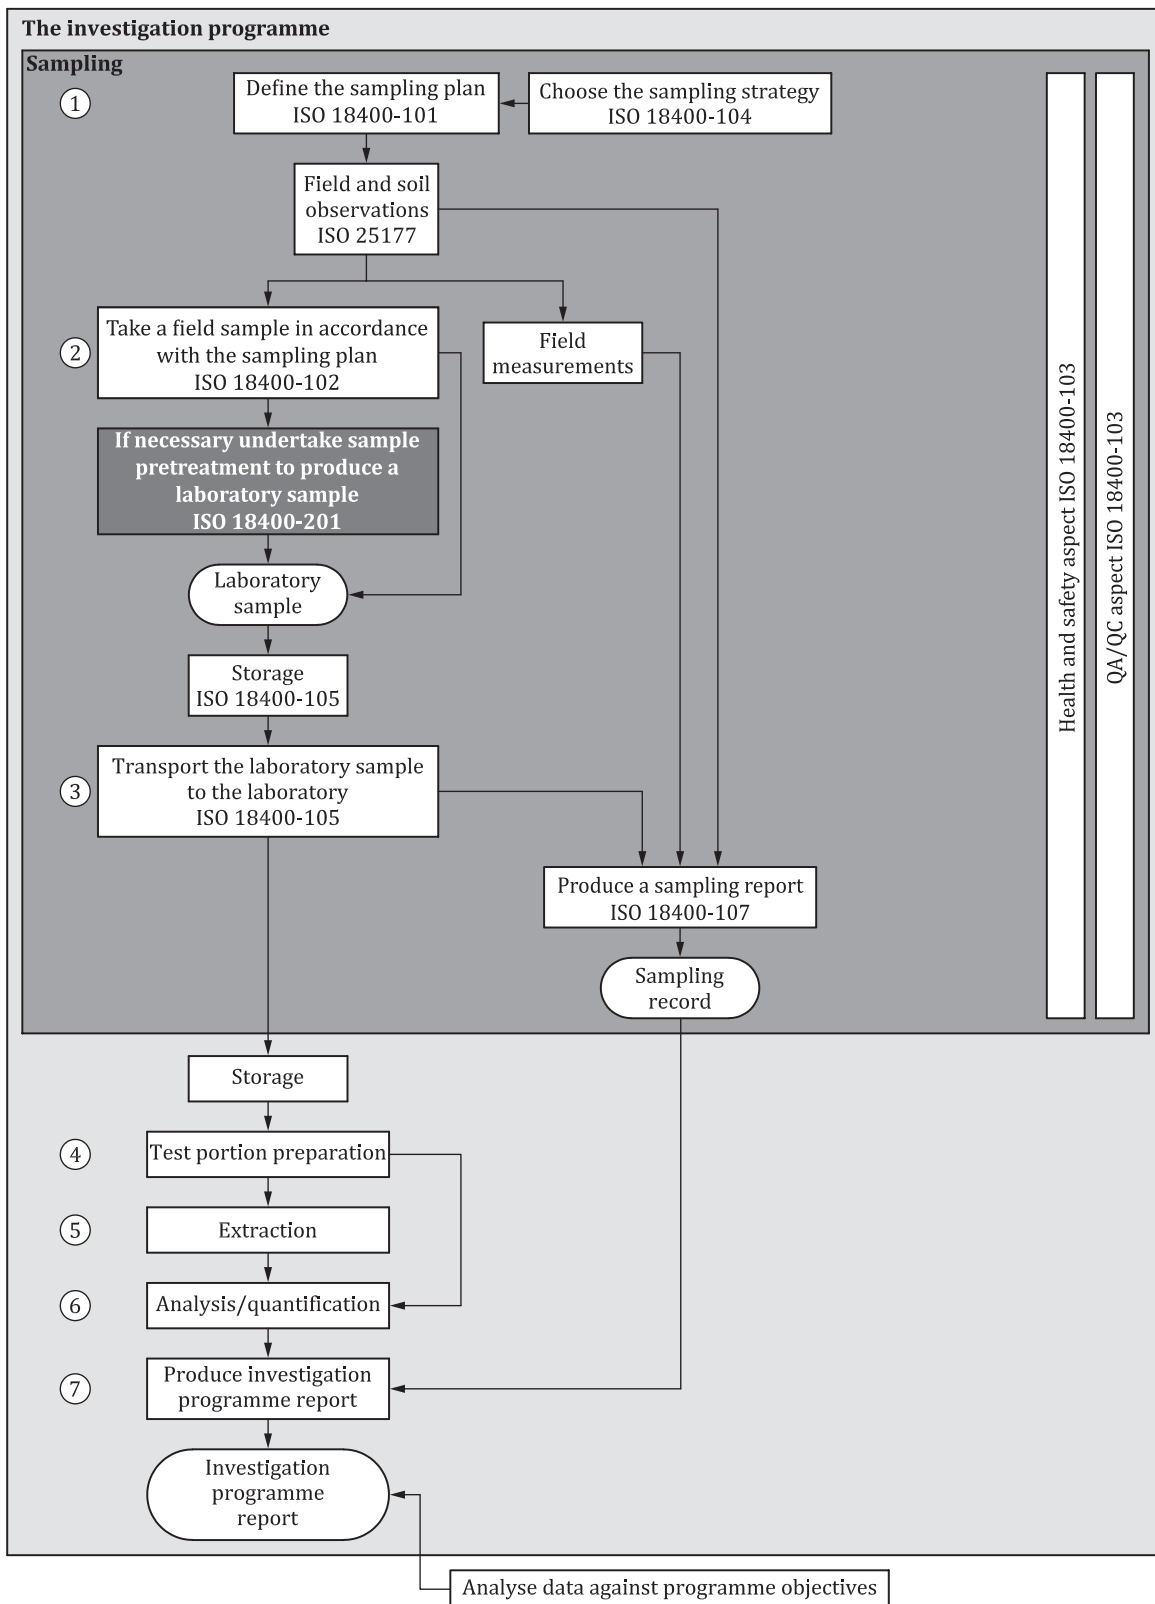 The investigation programme
Sampling
1
Define the sampling plan
ISO 18400-101
Choose the sampling strategy
ISO 18400-104
Field and soil
observations
ISO 25177
2
Take a field sample in accordance
with the sampling plan
ISO 18400-102
Field
measurements
If necessary undertake sample
pretreatment to produce a
laboratory sample
ISO 18400-201
Laboratory
sample
Storage
ISO 18400-105
3
Transport the laboratory sample
to the laboratory
ISO 18400-105
Produce a sampling report
ISO 18400-107
Sampling
record
Health and safety aspect ISO 18400-103
QA/QC aspect ISO 18400-103
Storage
4
Test portion preparation
5
Extraction
6
Analysis/quantification
7
Produce investigation
programme report
Investigation
programme
report
Analyse data against programme objectives